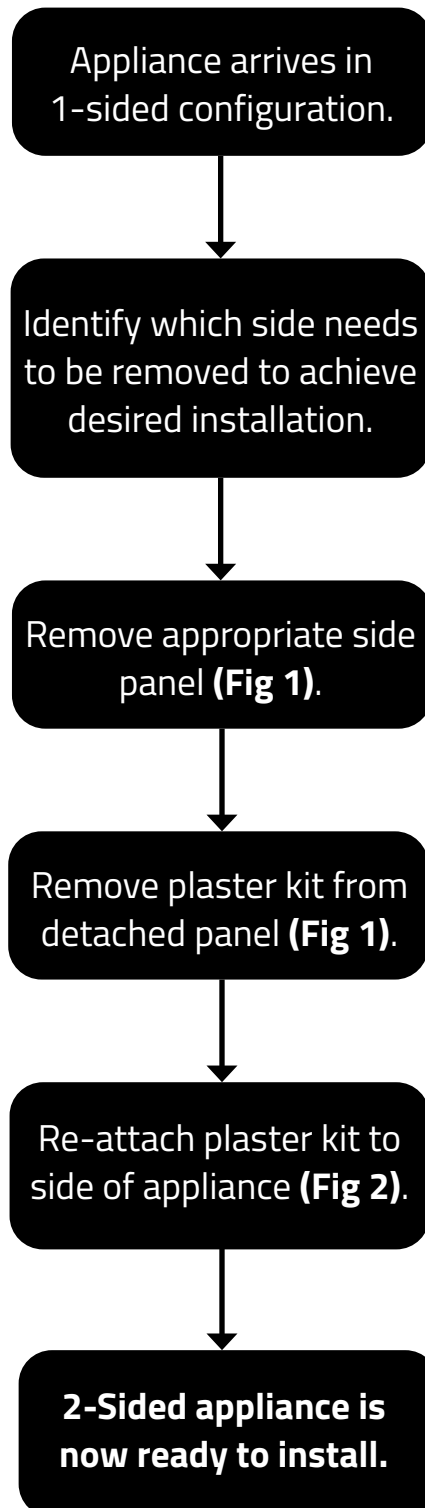 Appliance arrives in
1-sided configuration.
Identify which side needs
to be removed to achieve
desired installation.
Remove appropriate side
panel (Fig 1).
Remove plaster kit from
detached panel (Fig 1).
Re-attach plaster kit to
side of appliance (Fig 2).
2-Sided appliance is
now ready to install.